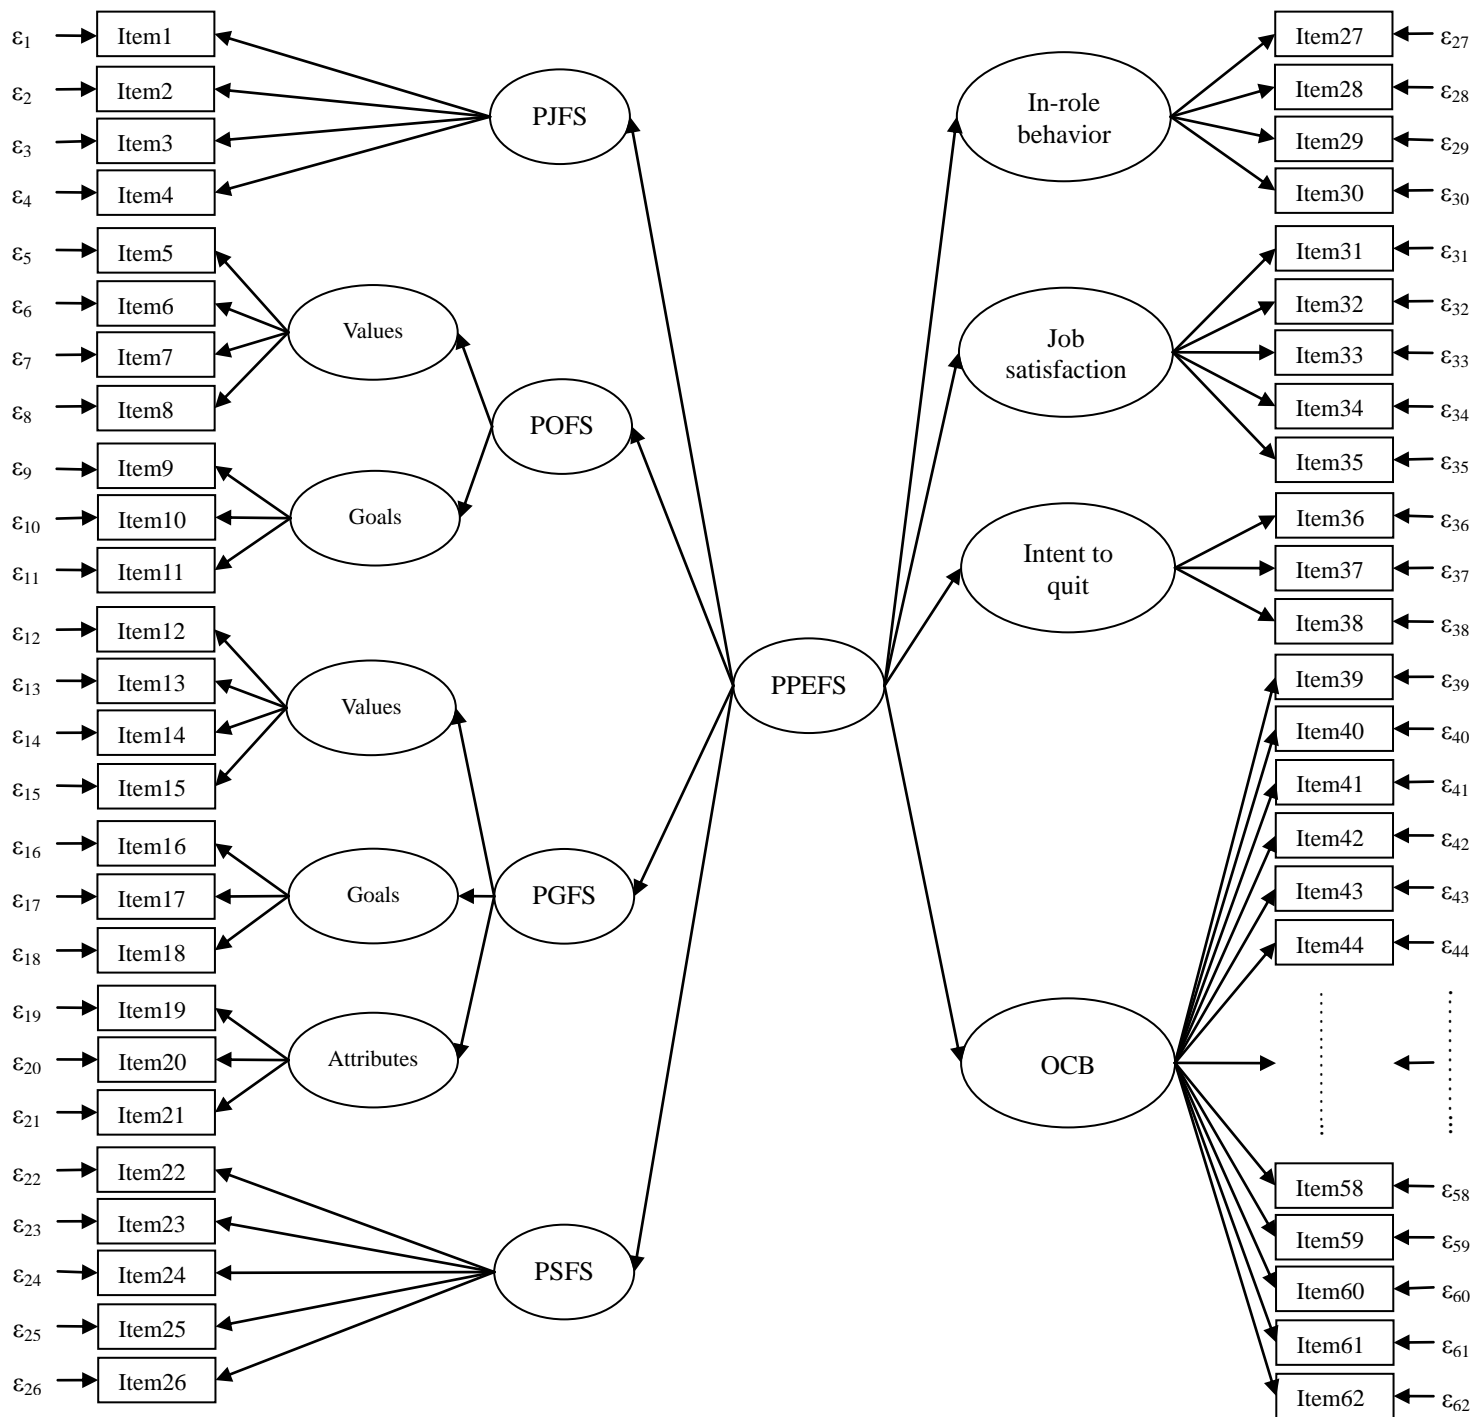 ε1 Item1
ε2 Item2
ε3 Item3
ε4 Item4
ε5 Item5
ε6 Item6
ε7 Item7
ε8 Item8
ε9 Item9
ε10 Item10
ε11 Item11
ε12 Item12
ε13 Item13
ε14 Item14
ε15 Item15
ε16 Item16
ε17 Item17
ε18 Item18
ε19 Item19
ε20 Item20
ε21 Item21
ε22 Item22
ε23 Item23
ε24 Item24
ε25 Item25
ε26 Item26
Values
Goals
Values
Goals
Attributes
PJFS
POFS
PGFS
PSFS
PPEFS
In-role
behavior
Job
satisfaction
Intent to
quit
OCB
Item27 ε27
Item28 ε28
Item29 ε29
Item30 ε30
Item31 ε31
Item32 ε32
Item33 ε33
Item34 ε34
Item35 ε35
Item36 ε36
Item37 ε37
Item38 ε38
Item39 ε39
Item40 ε40
Item41 ε41
Item42 ε42
Item43 ε43
Item44 ε44
Item58 ε58
Item59 ε59
Item60 ε60
Item61 ε61
Item62 ε62